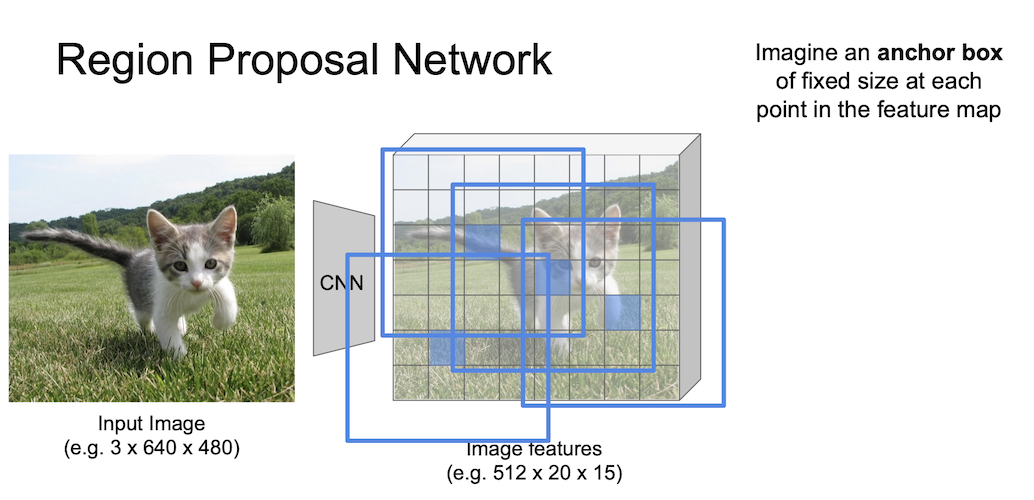 Region Proposal Network
Imagine an anchor box
of fixed size at each
point in the feature map
CNN
Input Image
(e.g. 3 x 640 x 480)
Image features
(e.g. 512 x 20 x 15)